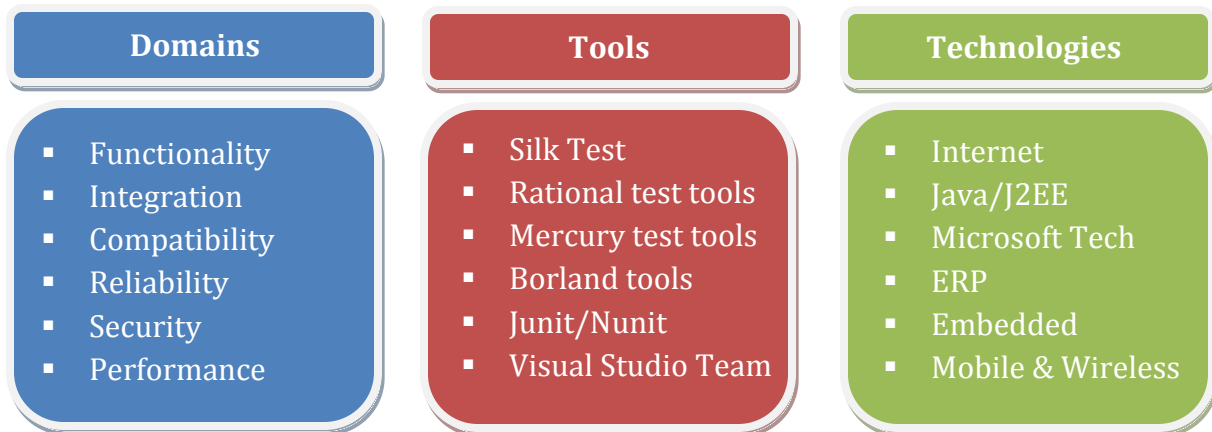 Domains
Functionality
Integration
Compatibility
Reliability
Security
Performance
Tools
Silk Test
Rational test tools
Mercury test tools
Borland tools
Junit/Nunit
Visual Studio Team
Technologies
Internet
Java/J2EE
Microsoft Tech
ERP
Embedded
Mobile & Wireless